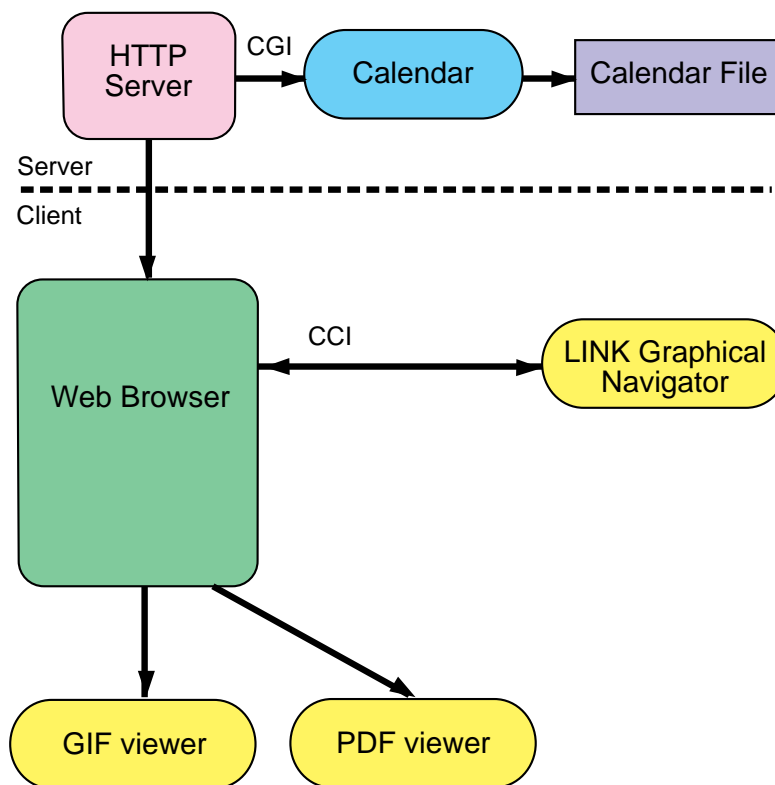 HTTP
Server
CGI
Calendar
Calendar File
Server
Client
Web Browser
CCI
LINK Graphical
Navigator
GIF viewer
PDF viewer